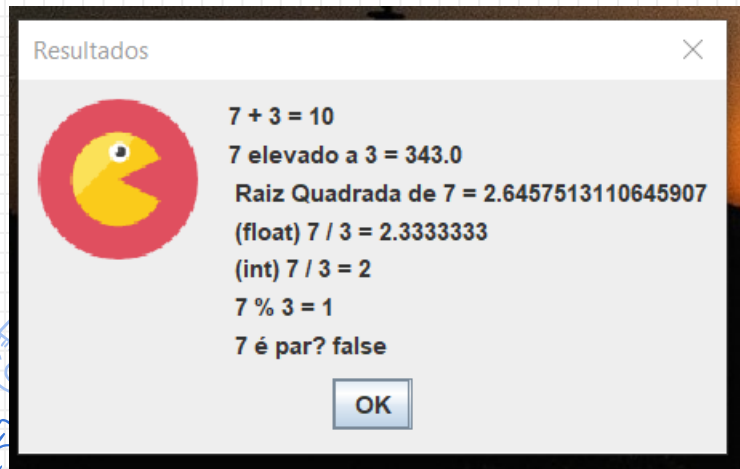 Resultados
7 + 3 = 10
7 elevado a 3 = 343.0
Raiz Quadrada de 7 = 2.6457513110645907
(float) 7 / 3 = 2.3333333
(int) 7 / 3 = 2
7 % 3 = 1
7 é par? false
OK